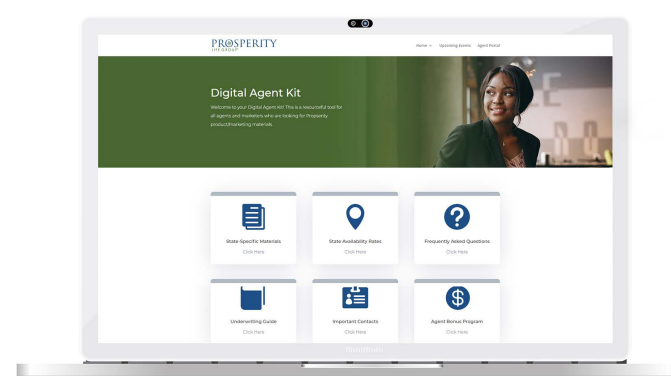 PROSPERITY
LIFE GROUP
Home Upcoming Events Agent Portal
Digital Agent Kit
Welcome to your Digital Agent Kit! This is a resourceful tool for
all agents and marketers who are looking for Prosperity
product/marketing materials
State-Specific Materials
Click Here
State Availability Rates
Click Here
Frequently Asked Questions
Click Here
Underwriting Guide
Click Here
Important Contacts
Click Here
Agent Bonus Program
Click Here